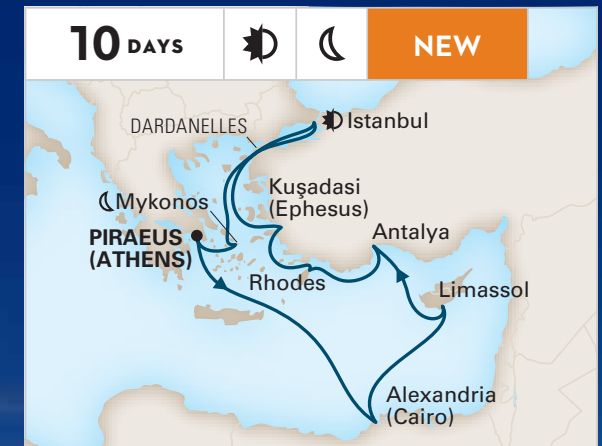 10 DAYS NEW
DARDANELLES
Istanbul
Kuşadasi
(Ephesus)
Mykonos
PIRAEUS
(ATHENS)
Antalya
Rhodes
Limassol
Alexandria
(Cairo)